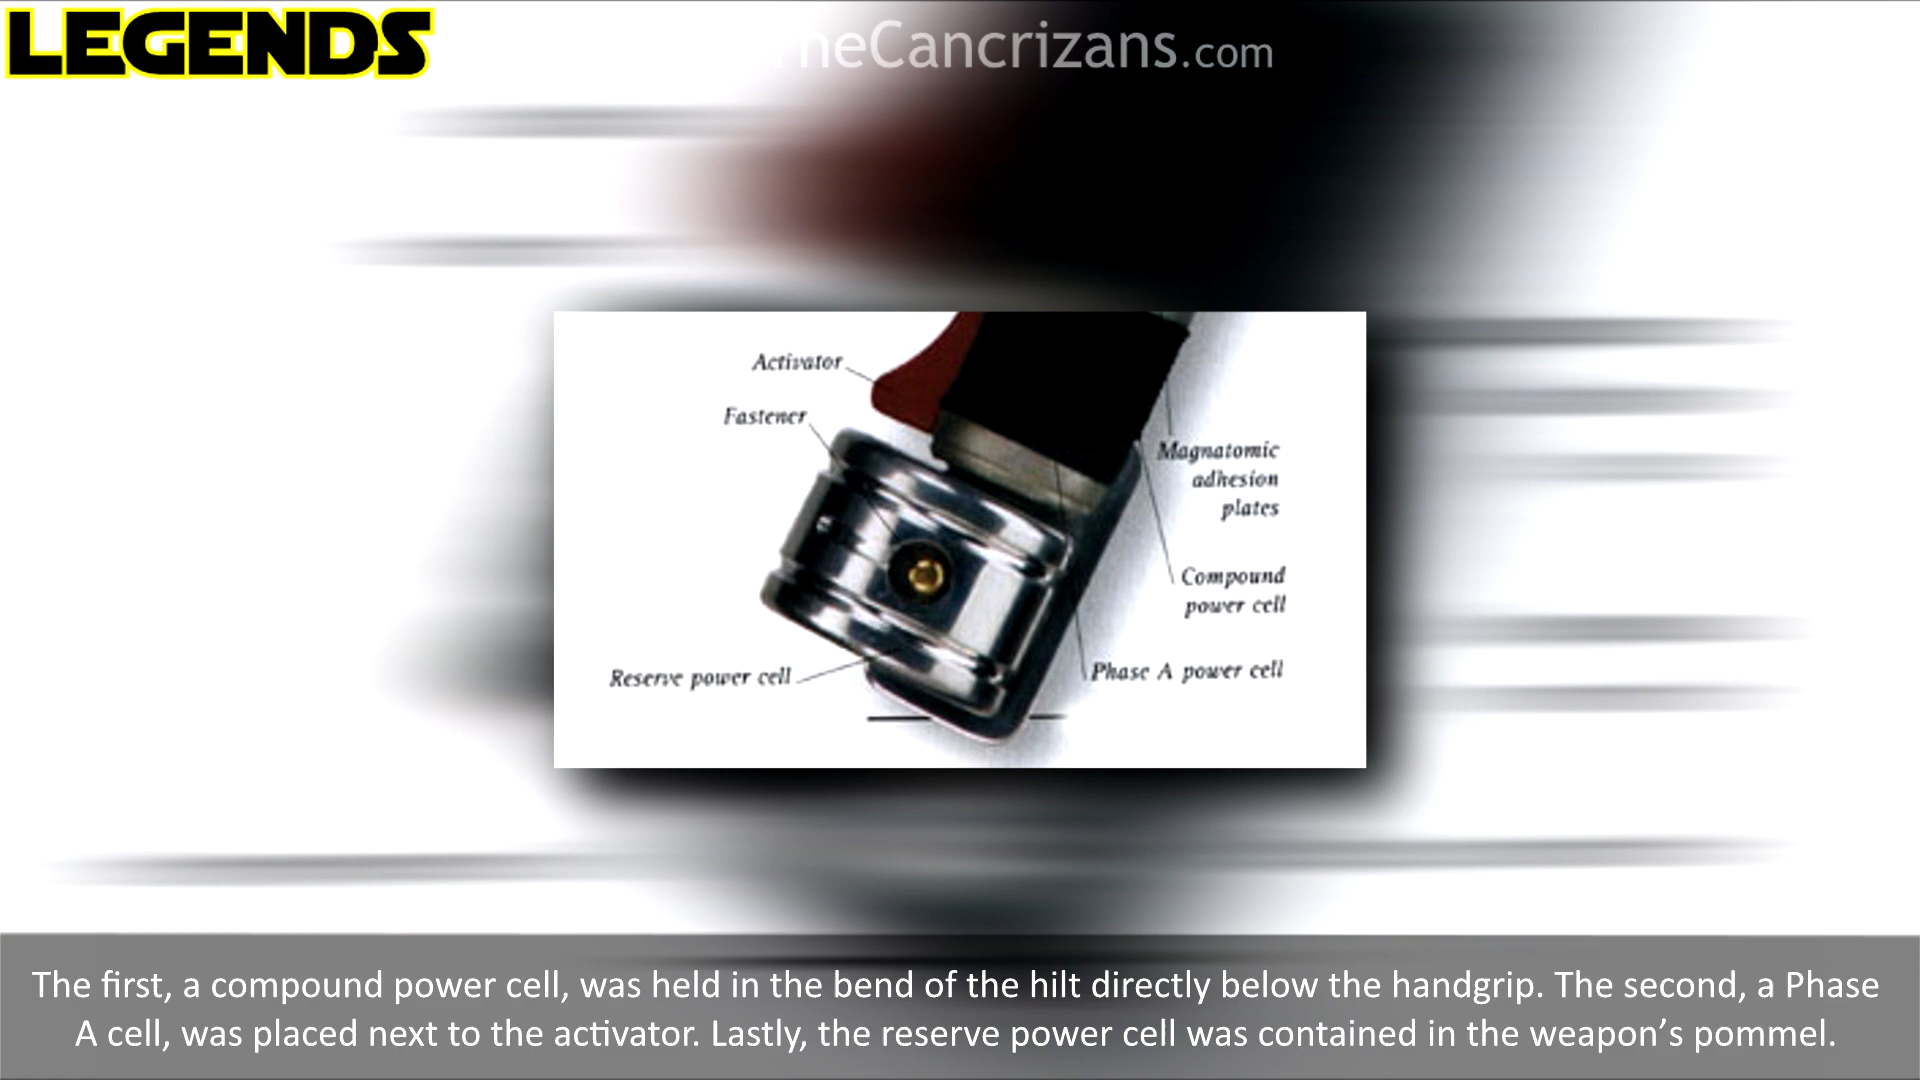 LEGENDS
heCancrizans.com
Activator
Fastener
Magnatomic
adhesion
plates
Compound
power cell
Reserve power cell
Phase A power cell
The first, a compound power cell, was held in the bend of the hilt directly below the handgrip. The second, a Phase
A cell, was placed next to the activator. Lastly, the reserve power cell was contained in the weapon’s pommel.